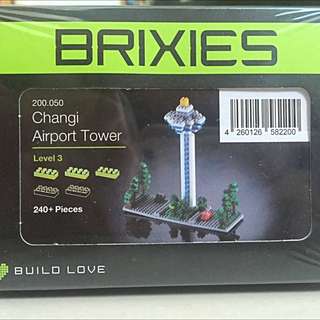 BRIXIES
200.050
Changi
Airport Tower
Level 3
240+ Pieces
4 260126 582200
BUILD LOVE